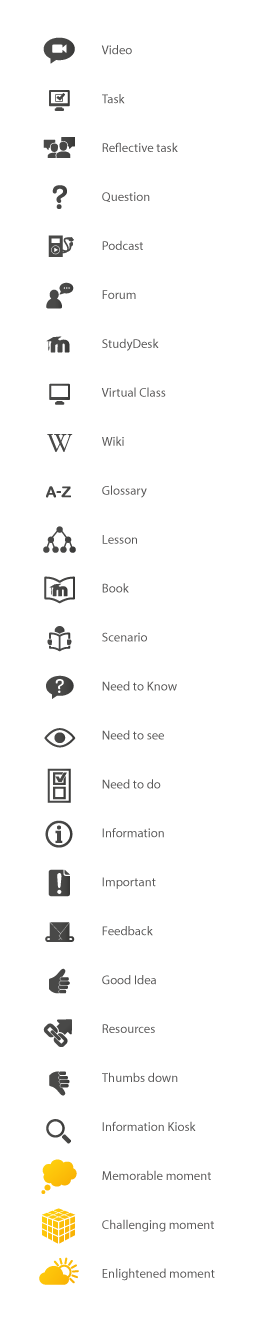 Video
Task
Reflective task
? Question
Podcast
Forum
m StudyDesk
Virtual Class
W Wiki
A-Z Glossary
Lesson
m Book
Scenario
? Need to Know
Need to see
Need to do
i Information
! Important
Feedback
Good Idea
Resources
Thumbs down
Information Kiosk
Memorable moment
Challenging moment
Enlightened moment